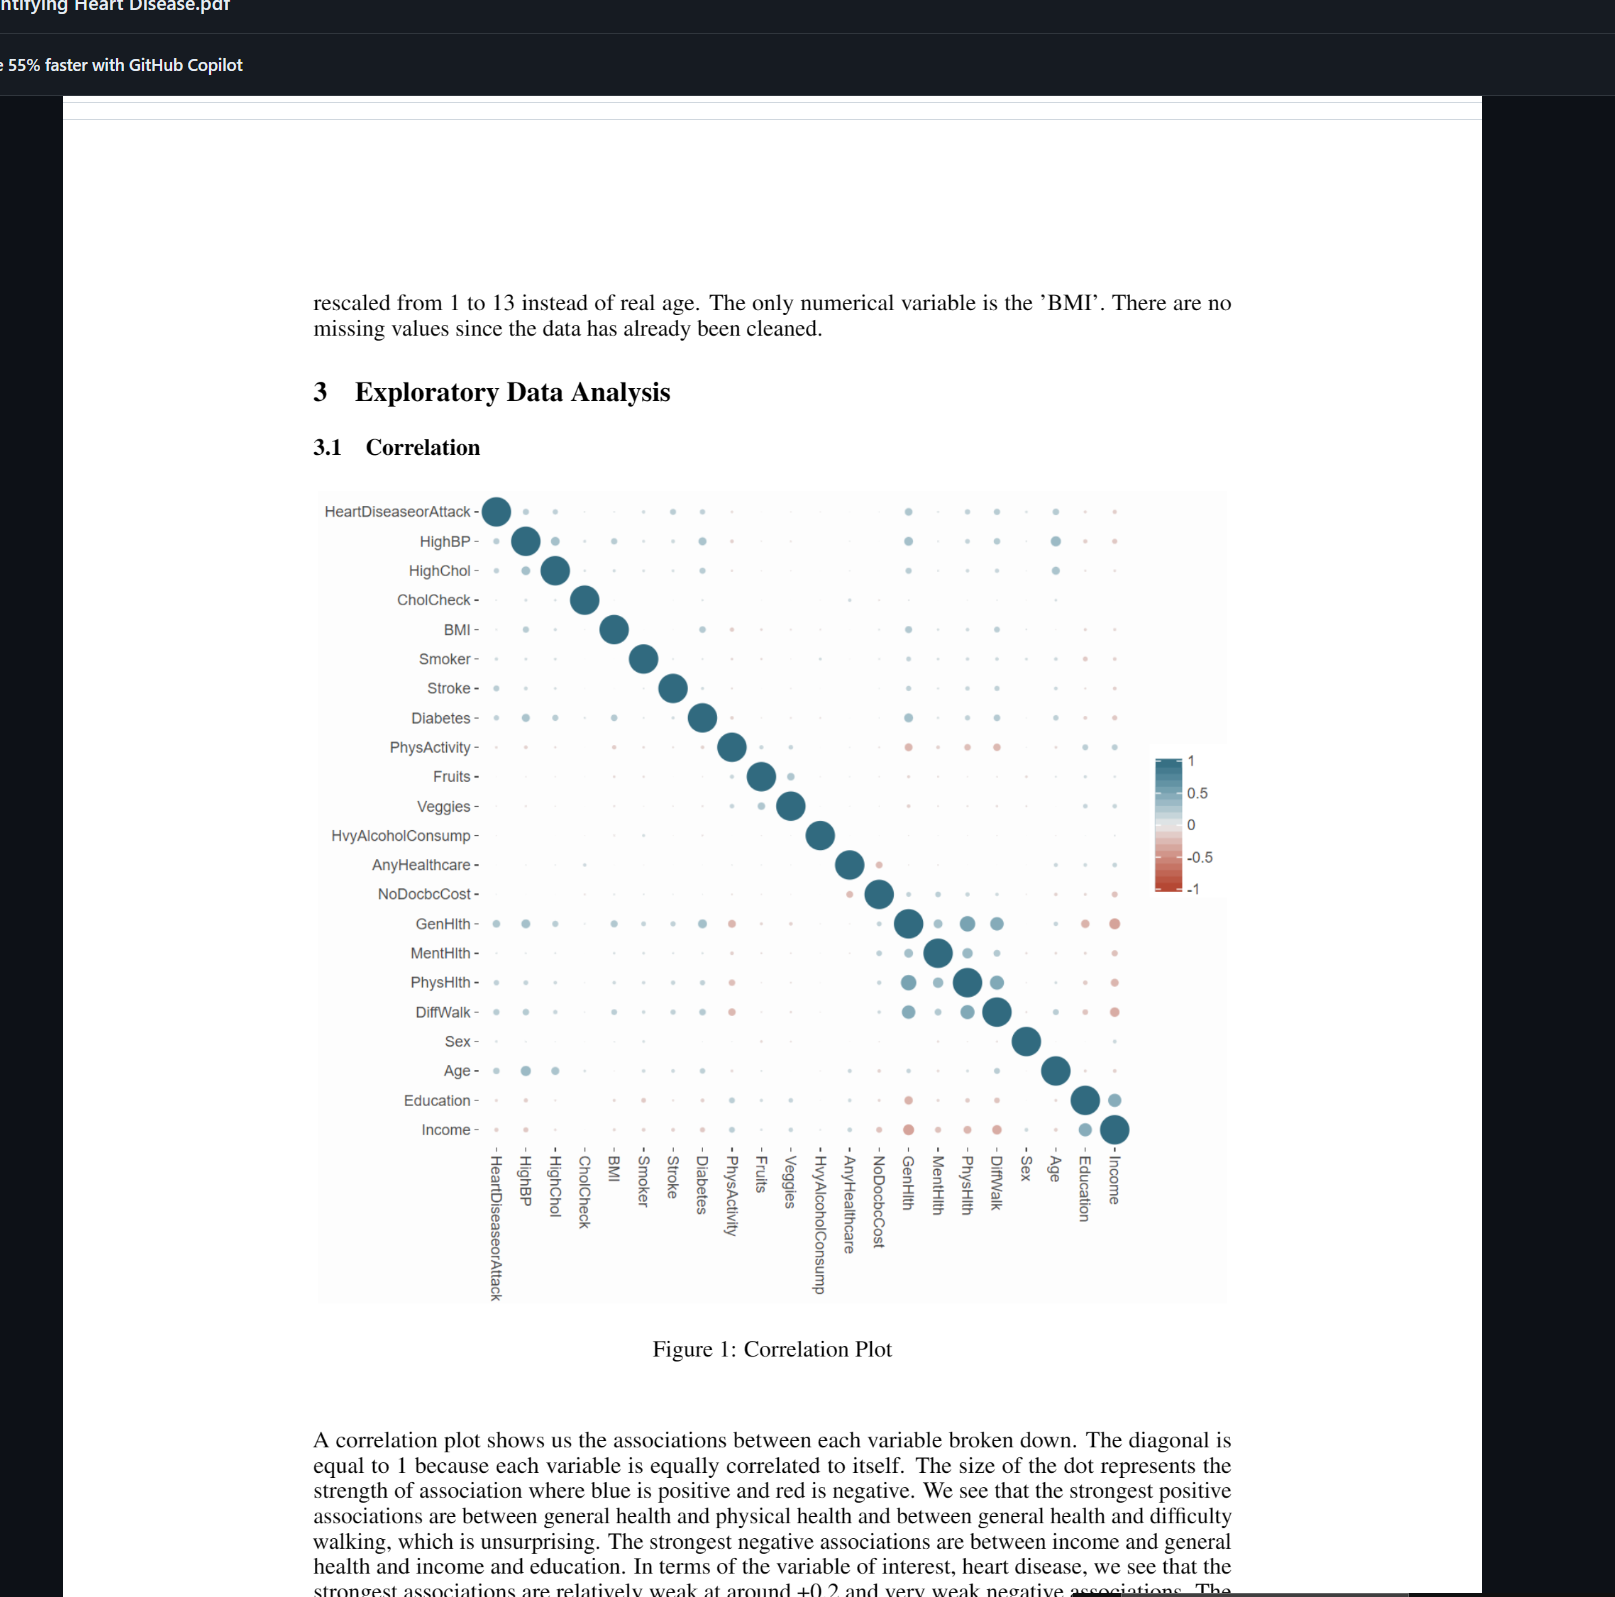 ntifying Heart Disease.pdf
e 55% faster with GitHub Copilot
rescaled from 1 to 13 instead of real age. The only numerical variable is the ’BMI’. There are no
missing values since the data has already been cleaned.
3 Exploratory Data Analysis
3.1 Correlation
HeartDiseaseorAttack
HighBP
HighChol
CholCheck
BMI
Smoker
Stroke
Diabetes
PhysActivity
Fruits
Veggies
HvyAlcoholConsump
AnyHealthcare
NoDocbcCost
GenHlth
MentHlth
PhysHlth
DiffWalk
Sex
Age
Education
Income
1
0.5
0
-0.5
-1
HeartDiseaseorAttack
HighBP
HighChol
CholCheck
BMI
Smoker
Stroke
Diabetes
PhysActivity
Fruits
Veggies
HvyAlcoholConsump
AnyHealthcare
NoDocbcCost
GenHlth
MentHlth
PhysHlth
DiffWalk
Sex
Age
Education
Income
Figure 1: Correlation Plot
A correlation plot shows us the associations between each variable broken down. The diagonal is
equal to 1 because each variable is equally correlated to itself. The size of the dot represents the
strength of association where blue is positive and red is negative. We see that the strongest positive
associations are between general health and physical health and between general health and difficulty
walking, which is unsurprising. The strongest negative associations are between income and general
health and income and education. In terms of the variable of interest, heart disease, we see that the
strongest associations are relatively weak at around +0.2 and very weak negative associations. The